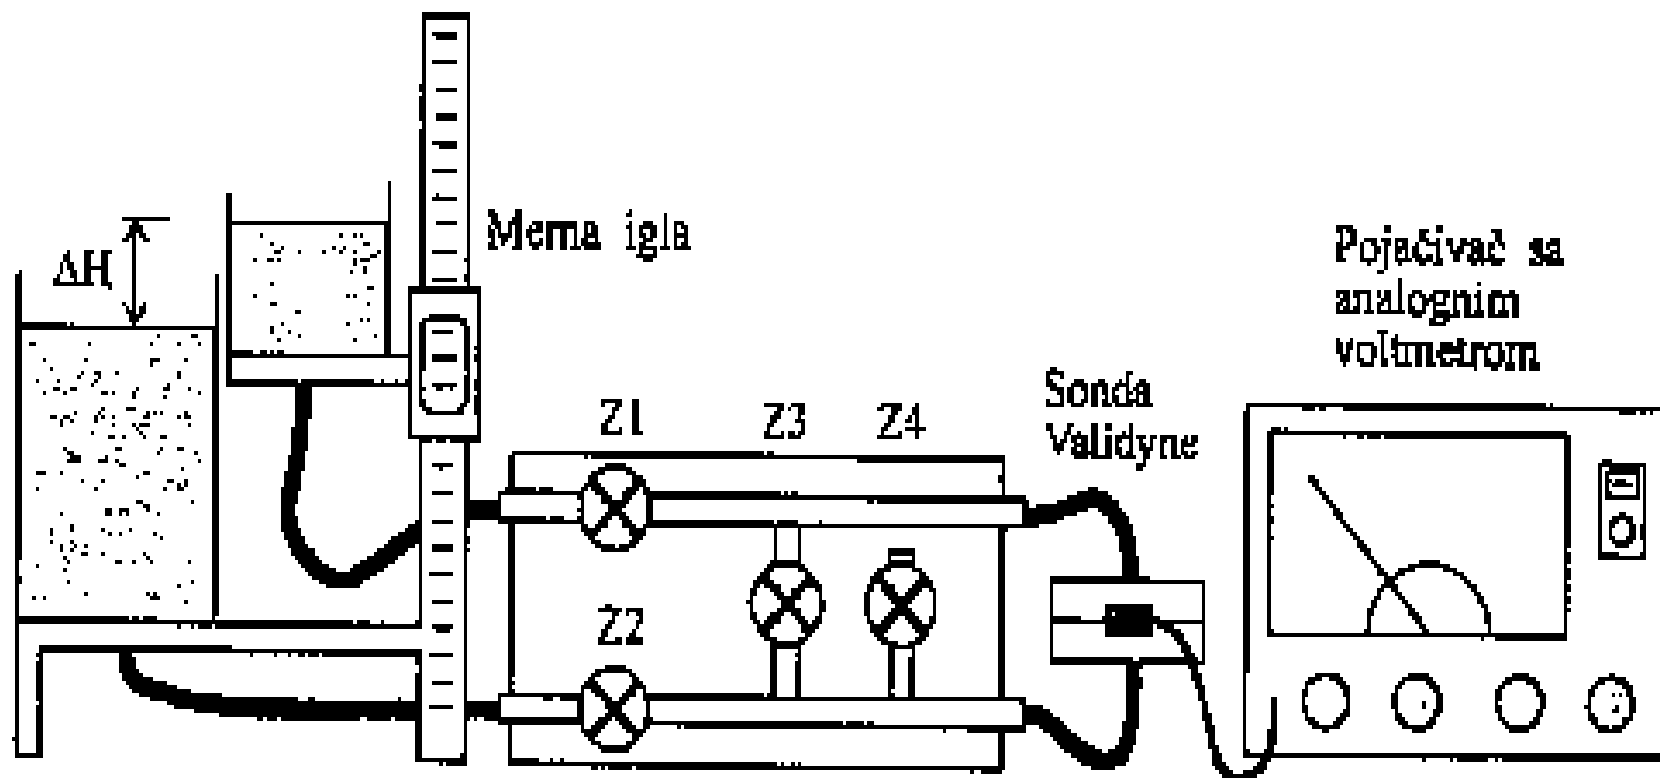 ΔH
Merna igla
Z1
Z3
Z4
Z2
Sonda
Validyne
Pojačivač sa
analognim
voltmetrom